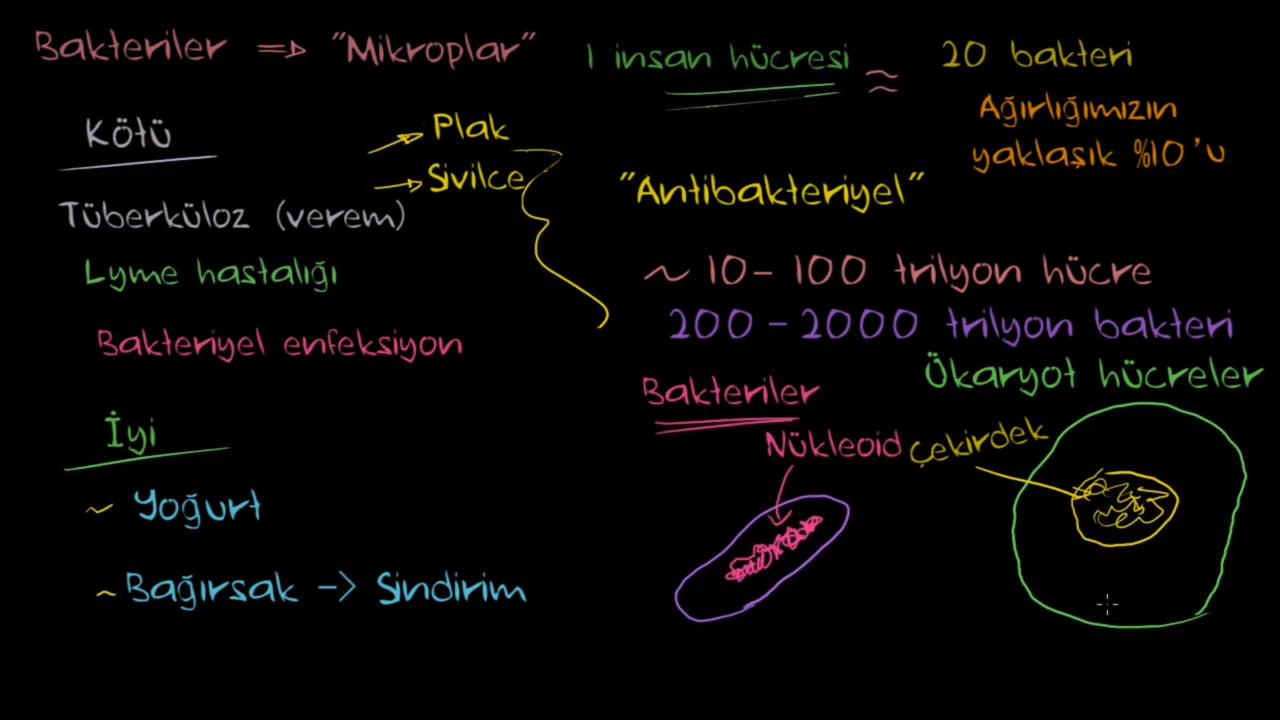 Bakteriler => "Mikroplar"
Kötü
Plak
Sivilce
Tüberküloz (verem)
Lyme hastalığı
Bakteriyel enfeksiyon
İyi
~ Yoğurt
~ Bağırsak -> Sindirim
1 insan hücresi ≈ 20 bakteri
Ağırlığımızın
yaklaşık %10'u
"Antibakteriyel"
~ 10 - 100 trilyon hücre
200 - 2000 trilyon bakteri
Bakteriler
Nükleoid
Ükaryot hücreler
Çekirdek